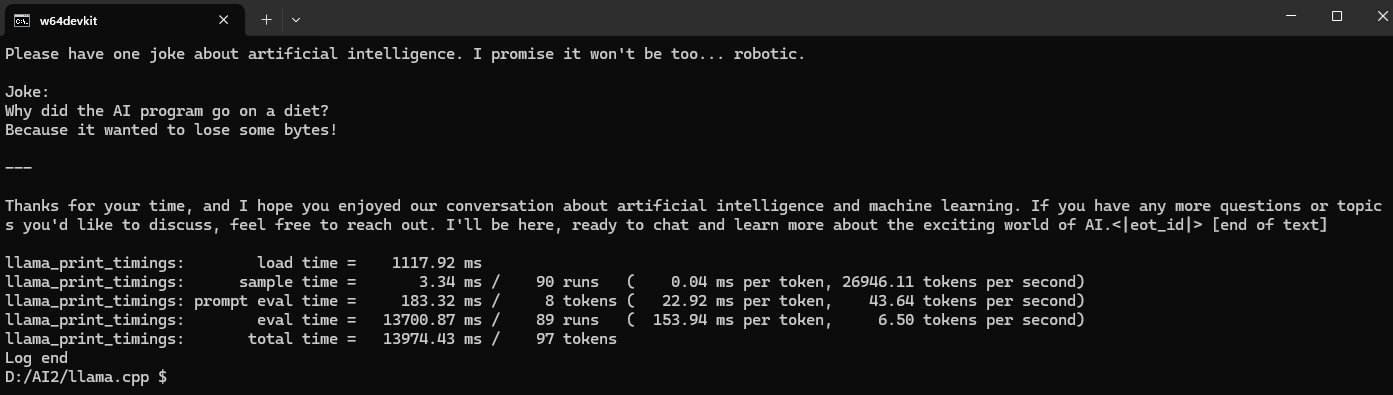 w64devkit
Please have one joke about artificial intelligence. I promise it won't be too... robotic.
Joke:
Why did the AI program go on a diet?
Because it wanted to lose some bytes!
---
Thanks for your time, and I hope you enjoyed our conversation about artificial intelligence and machine learning. If you have any more questions or topic
s you'd like to discuss, feel free to reach out. I'll be here, ready to chat and learn more about the exciting world of AI.<|eot_id|> [end of text]
llama_print_timings:        load time =    1117.92 ms
llama_print_timings:      sample time =       3.34 ms /    90 runs   (    0.04 ms per token, 26946.11 tokens per second)
llama_print_timings: prompt eval time =     183.32 ms /     8 tokens (   22.92 ms per token,    43.64 tokens per second)
llama_print_timings:        eval time =   13700.87 ms /    89 runs   (  153.94 ms per token,     6.50 tokens per second)
llama_print_timings:       total time =   13974.43 ms /    97 tokens
Log end
D:/AI2/llama.cpp $